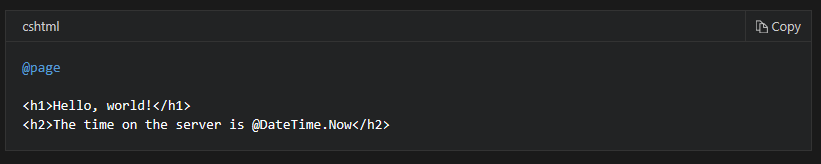 cshtml
Copy
@page
<h1>Hello, world!</h1>
<h2>The time on the server is @DateTime.Now</h2>